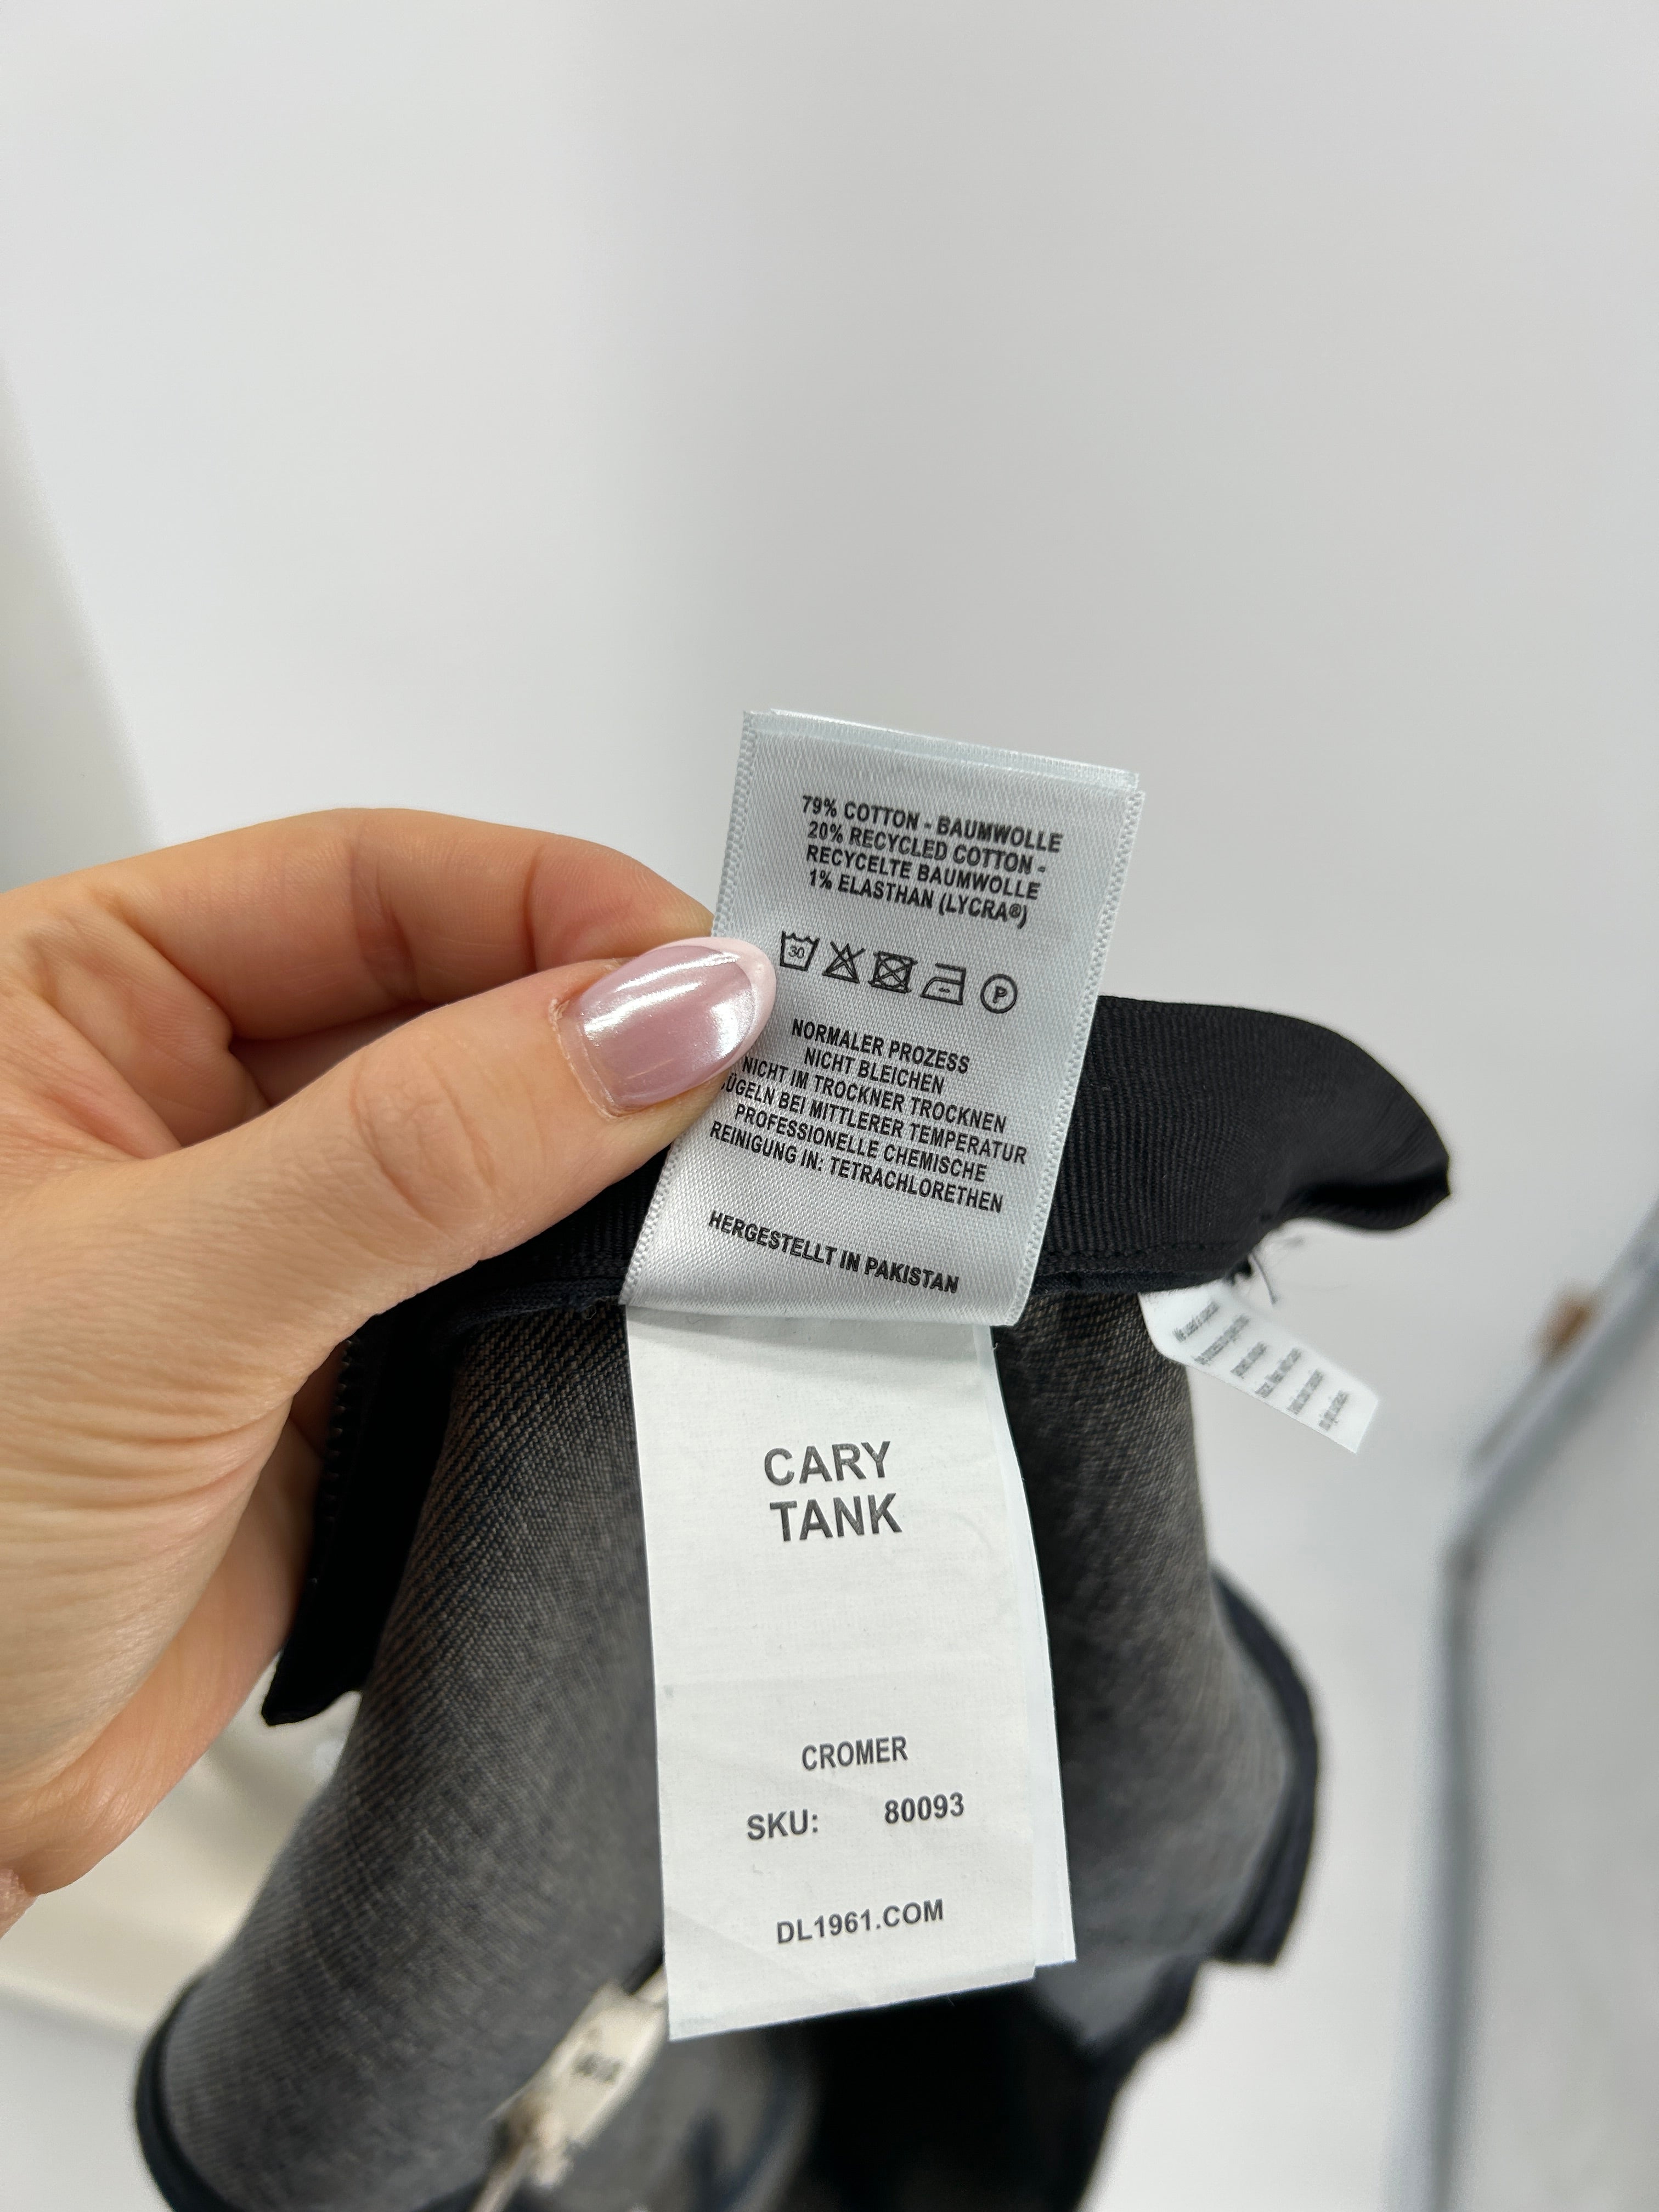 79% COTTON - BAUMWOLLE
20% RECYCLED COTTON -
RECYCELTE BAUMWOLLE
1% ELASTHAN (LYCRA®)
30
P
NORMALER PROZESS
NICHT BLEICHEN
NICHT IM TROCKNER TROCKNEN
ÜGELN BEI MITTLERER TEMPERATUR
PROFESSIONELLE CHEMISCHE
REINIGUNG IN: TETRACHLORETHEN
HERGESTELLT IN PAKISTAN
CARY
TANK
CROMER
SKU: 80093
DL1961.COM